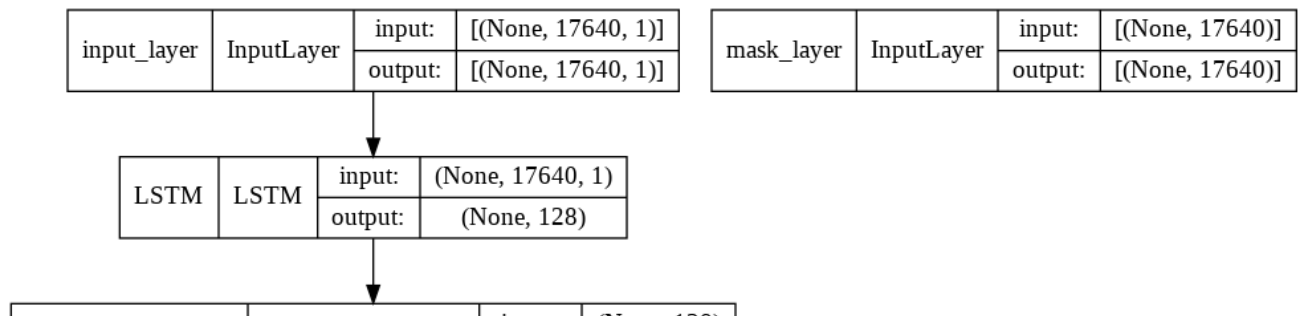 input_layer InputLayer input: [(None, 17640, 1)]
output: [(None, 17640, 1)]
mask_layer InputLayer input: [(None, 17640)]
output: [(None, 17640)]
LSTM LSTM input: (None, 17640, 1)
output: (None, 128)